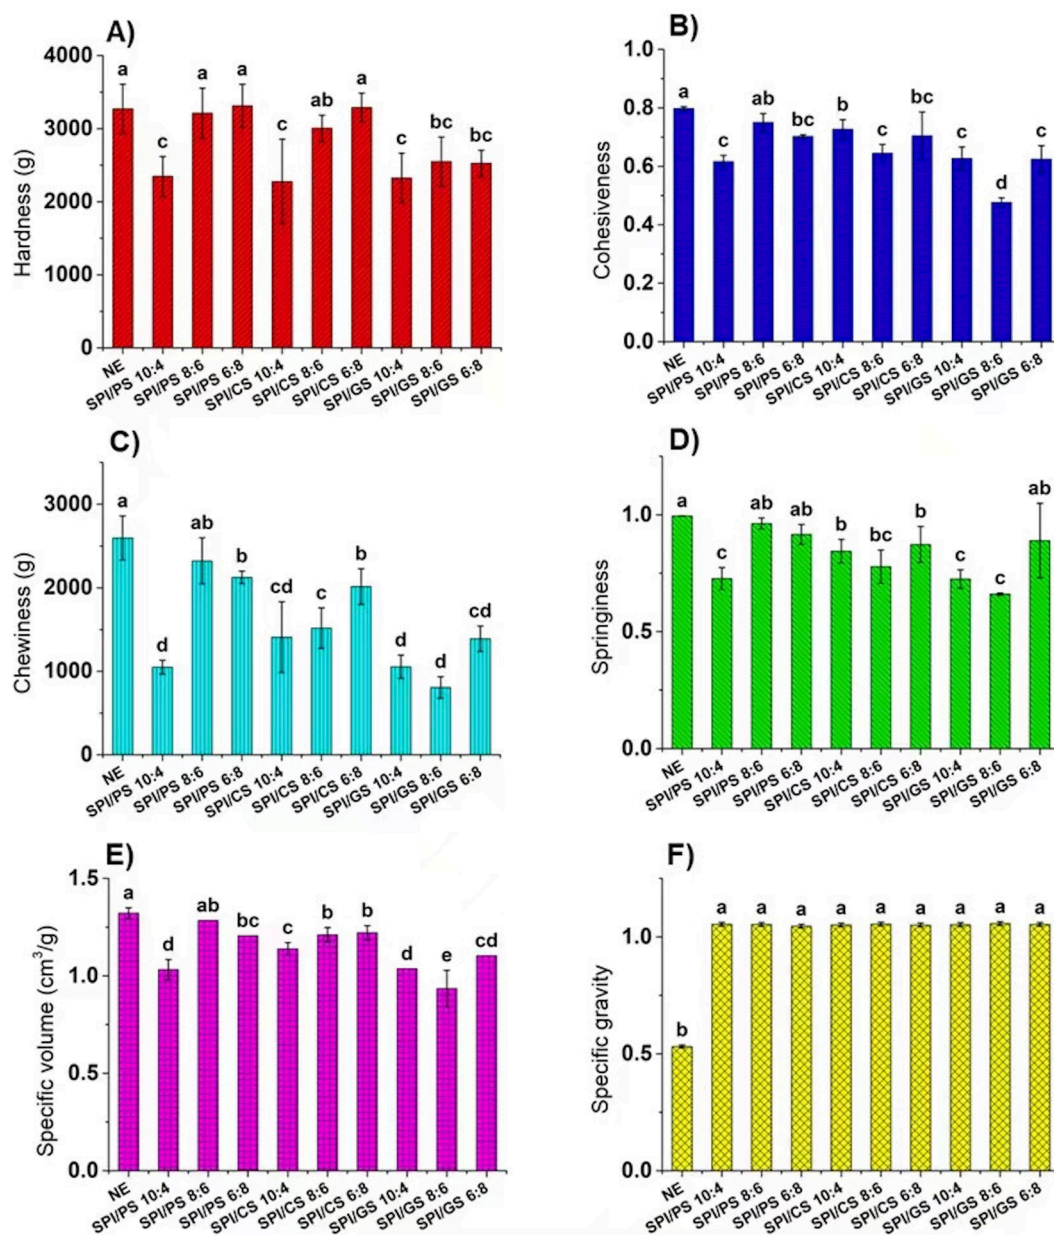 A)
4000
3000
2000
1000
0
Hardness (g)
a
c
a
a
c
ab
a
c
bc
bc
NE
SPI/PS 10:4
SPI/PS 8:6
SPI/PS 6:8
SPI/CS 10:4
SPI/CS 8:6
SPI/CS 6:8
SPI/GS 10:4
SPI/GS 8:6
SPI/GS 6:8
B)
1.0
0.8
0.6
0.4
0.2
0.0
Cohesiveness
a
c
ab
bc
b
c
bc
c
d
c
NE
SPI/PS 10:4
SPI/PS 8:6
SPI/PS 6:8
SPI/CS 10:4
SPI/CS 8:6
SPI/CS 6:8
SPI/GS 10:4
SPI/GS 8:6
SPI/GS 6:8
C)
3000
2000
1000
0
Chewiness (g)
a
d
ab
b
cd
c
b
d
d
cd
NE
SPI/PS 10:4
SPI/PS 8:6
SPI/PS 6:8
SPI/CS 10:4
SPI/CS 8:6
SPI/CS 6:8
SPI/GS 10:4
SPI/GS 8:6
SPI/GS 6:8
D)
1.0
0.5
0.0
Springiness
a
c
ab
ab
b
bc
b
c
c
ab
NE
SPI/PS 10:4
SPI/PS 8:6
SPI/PS 6:8
SPI/CS 10:4
SPI/CS 8:6
SPI/CS 6:8
SPI/GS 10:4
SPI/GS 8:6
SPI/GS 6:8
E)
1.5
1.0
0.5
0.0
Specific volume (cm³/g)
a
d
ab
bc
c
b
b
d
e
cd
NE
SPI/PS 10:4
SPI/PS 8:6
SPI/PS 6:8
SPI/CS 10:4
SPI/CS 8:6
SPI/CS 6:8
SPI/GS 10:4
SPI/GS 8:6
SPI/GS 6:8
F)
1.0
0.5
0.0
Specific gravity
b
a
a
a
a
a
a
a
a
a
NE
SPI/PS 10:4
SPI/PS 8:6
SPI/PS 6:8
SPI/CS 10:4
SPI/CS 8:6
SPI/CS 6:8
SPI/GS 10:4
SPI/GS 8:6
SPI/GS 6:8